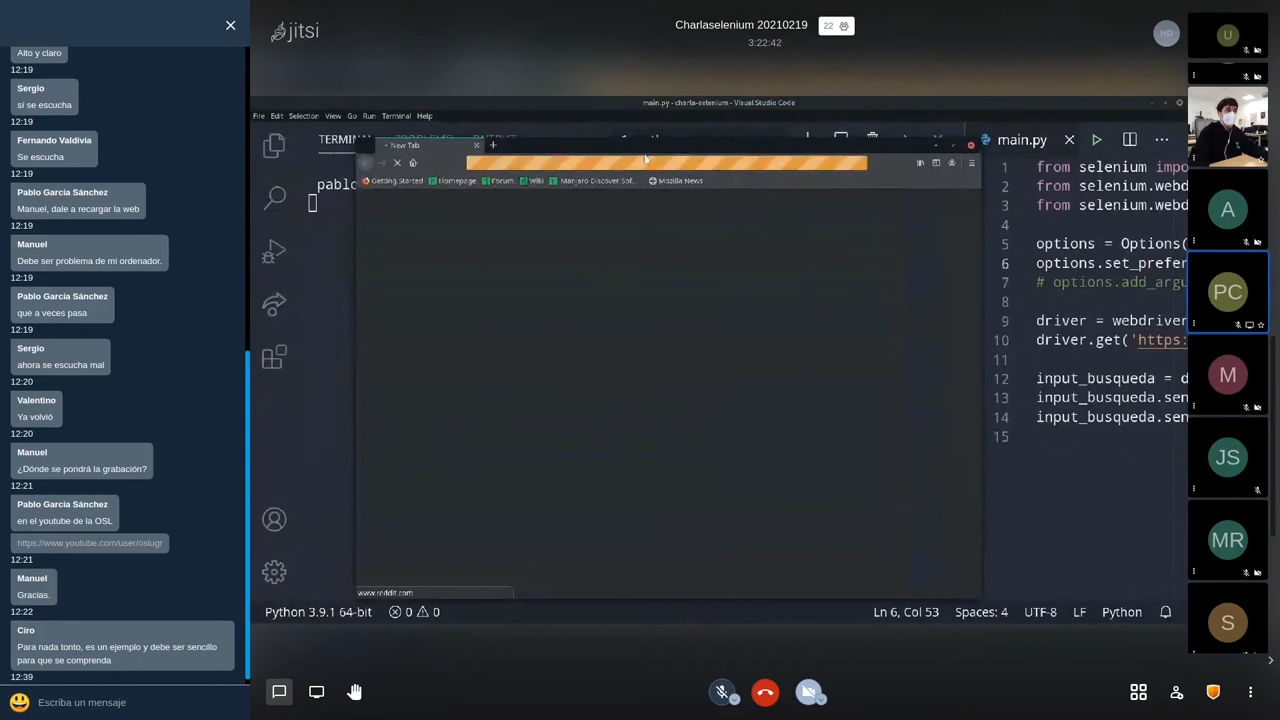 Alto y claro
12:19
Sergio
sí se escucha
12:19
Fernando Valdivia
Se escucha
12:19
Pablo García Sánchez
Manuel, dale a recargar la web
12:19
Manuel
Debe ser problema de mi ordenador.
12:19
Pablo García Sánchez
que a veces pasa
12:19
Sergio
ahora se escucha mal
12:20
Valentino
Ya volvió
12:20
Manuel
¿Dónde se pondrá la grabación?
12:21
Pablo García Sánchez
en el youtube de la OSL
https://www.youtube.com/user/oslugr
12:21
Manuel
Gracias.
12:22
Ciro
Para nada tonto, es un ejemplo y debe ser sencillo
para que se comprenda
12:39
Escriba un mensaje
jitsi
Charlaselenium 20210219
22
3:22:42
HD
main.py - charla-selenium - Visual Studio Code
File Edit Selection View Go Run Terminal Help
TERMINAL
New Tab
Getting Started Homepage Forum Wiki Manjaro Discover Sof.. Mozilla News
pablo
www.reddit.com
main.py
1 from selenium impo
2 from selenium.webd
3 from selenium.webd
4
5 options = Options(
6 options.set_prefer
7 # options.add_argu
8
9 driver = webdriver
10 driver.get('https:
11
12 input_busqueda = d
13 input_busqueda.sen
14 input_busqueda.sen
15
Python 3.9.1 64-bit 0 0 Ln 6, Col 53 Spaces: 4 UTF-8 LF Python
U
A
PC
M
JS
MR
S